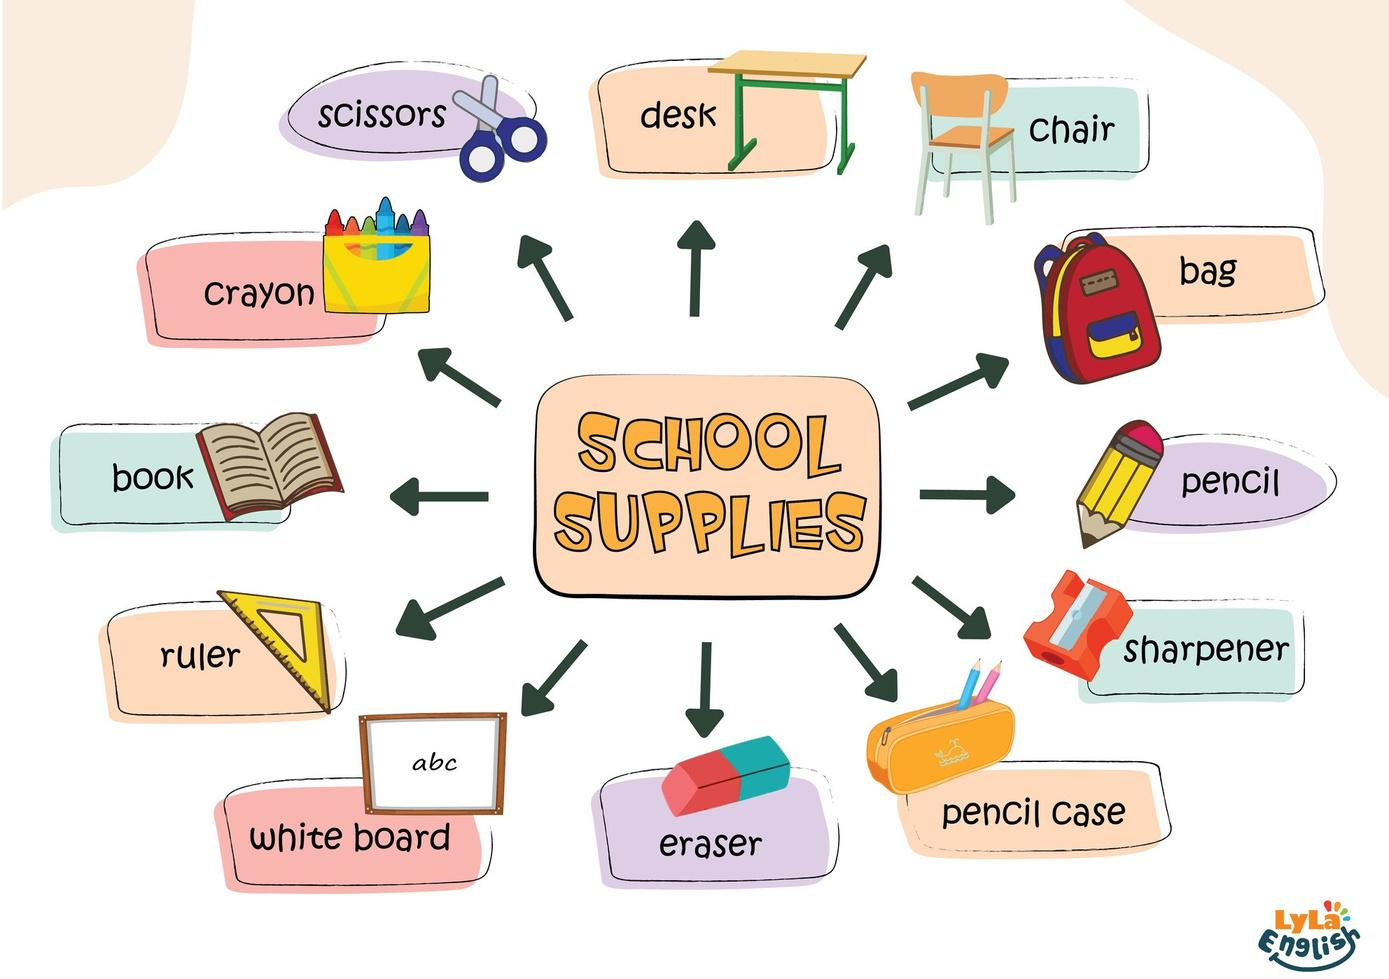 scissors
desk
chair
crayon
bag
SCHOOL
SUPPLIES
book
pencil
ruler
sharpener
abc
white board
eraser
pencil case
LyLa
English